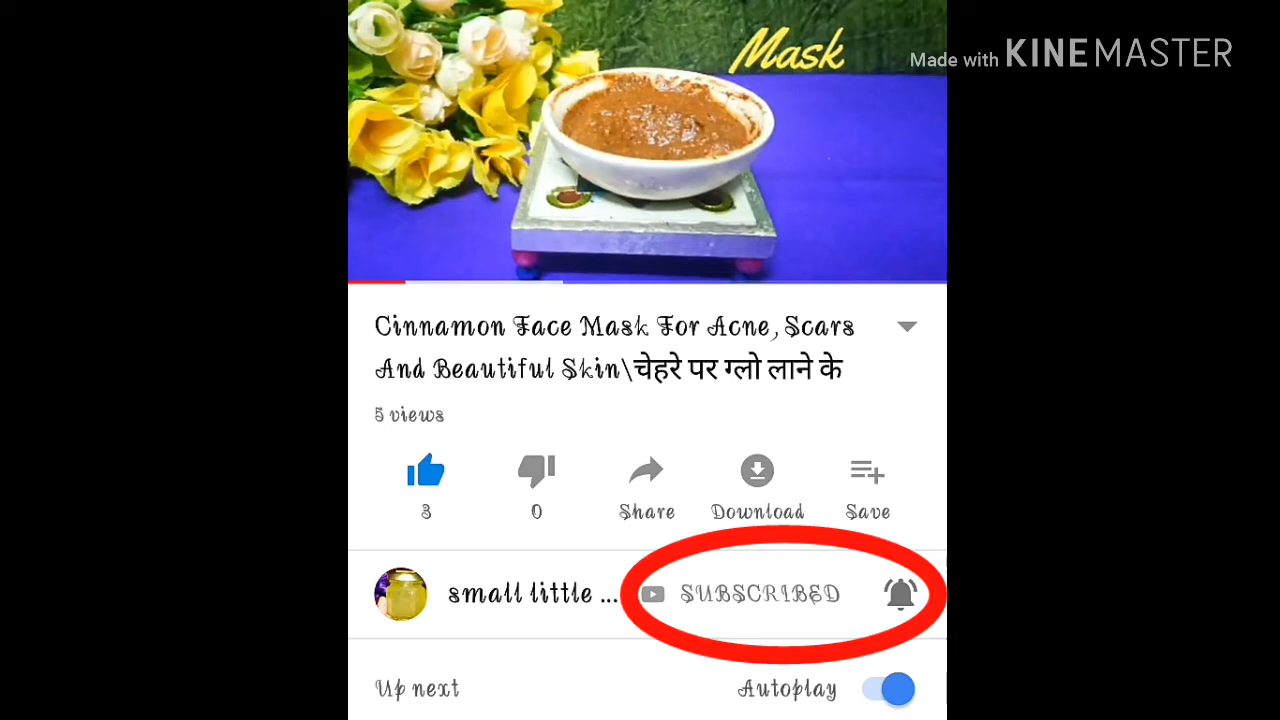 Mask
Made with KINEMASTER
Cinnamon Face Mask For Acne, Scars
And Beautiful Skin\चेहरे पर ग्लो लाने के
5 views
3
0
Share
Download
Save
small little ...
SUBSCRIBED
Up next
Autoplay